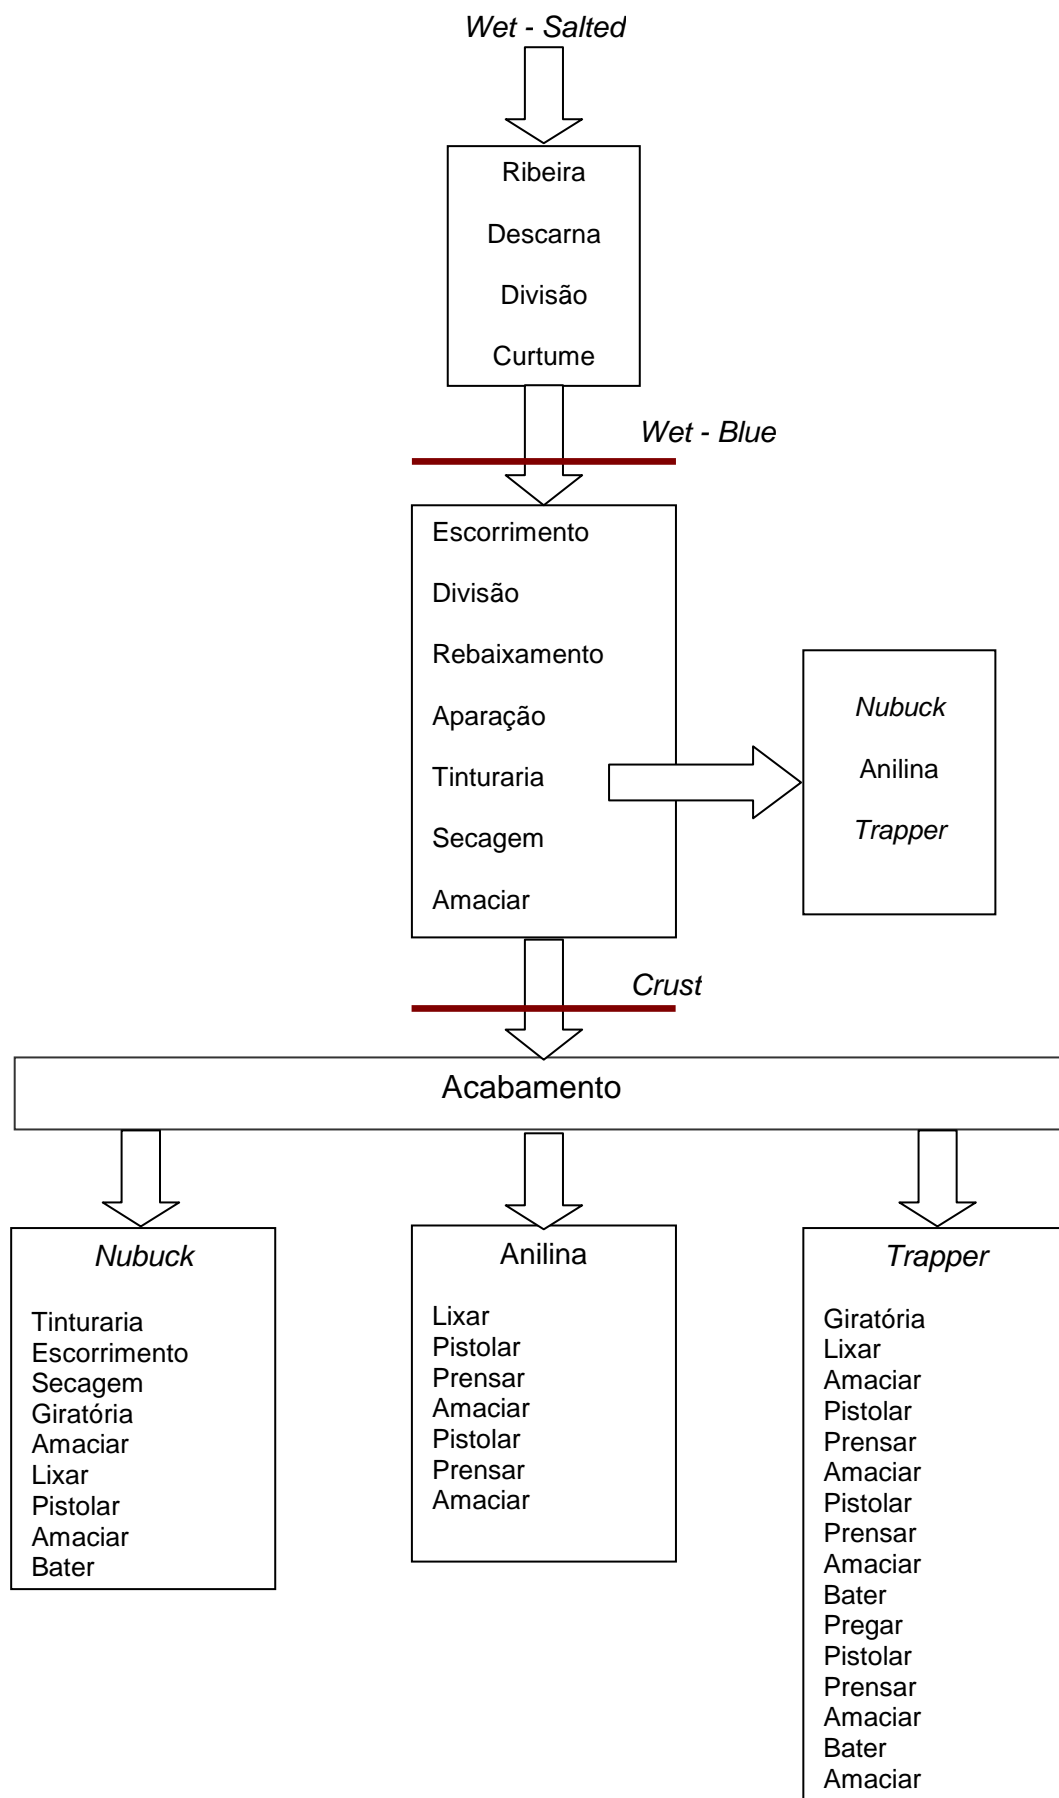 Wet - Salted
Ribeira
Descarna
Divisão
Curtume
Wet - Blue
Escorrimento
Divisão
Rebaixamento
Aparação
Tinturaria
Secagem
Amaciar
Nubuck
Anilina
Trapper
Crust
Acabamento
Nubuck
Tinturaria
Escorrimento
Secagem
Giratória
Amaciar
Lixar
Pistolar
Amaciar
Bater
Anilina
Lixar
Pistolar
Prensar
Amaciar
Pistolar
Prensar
Amaciar
Trapper
Giratória
Lixar
Amaciar
Pistolar
Prensar
Amaciar
Pistolar
Prensar
Amaciar
Bater
Pregar
Pistolar
Prensar
Amaciar
Bater
Amaciar